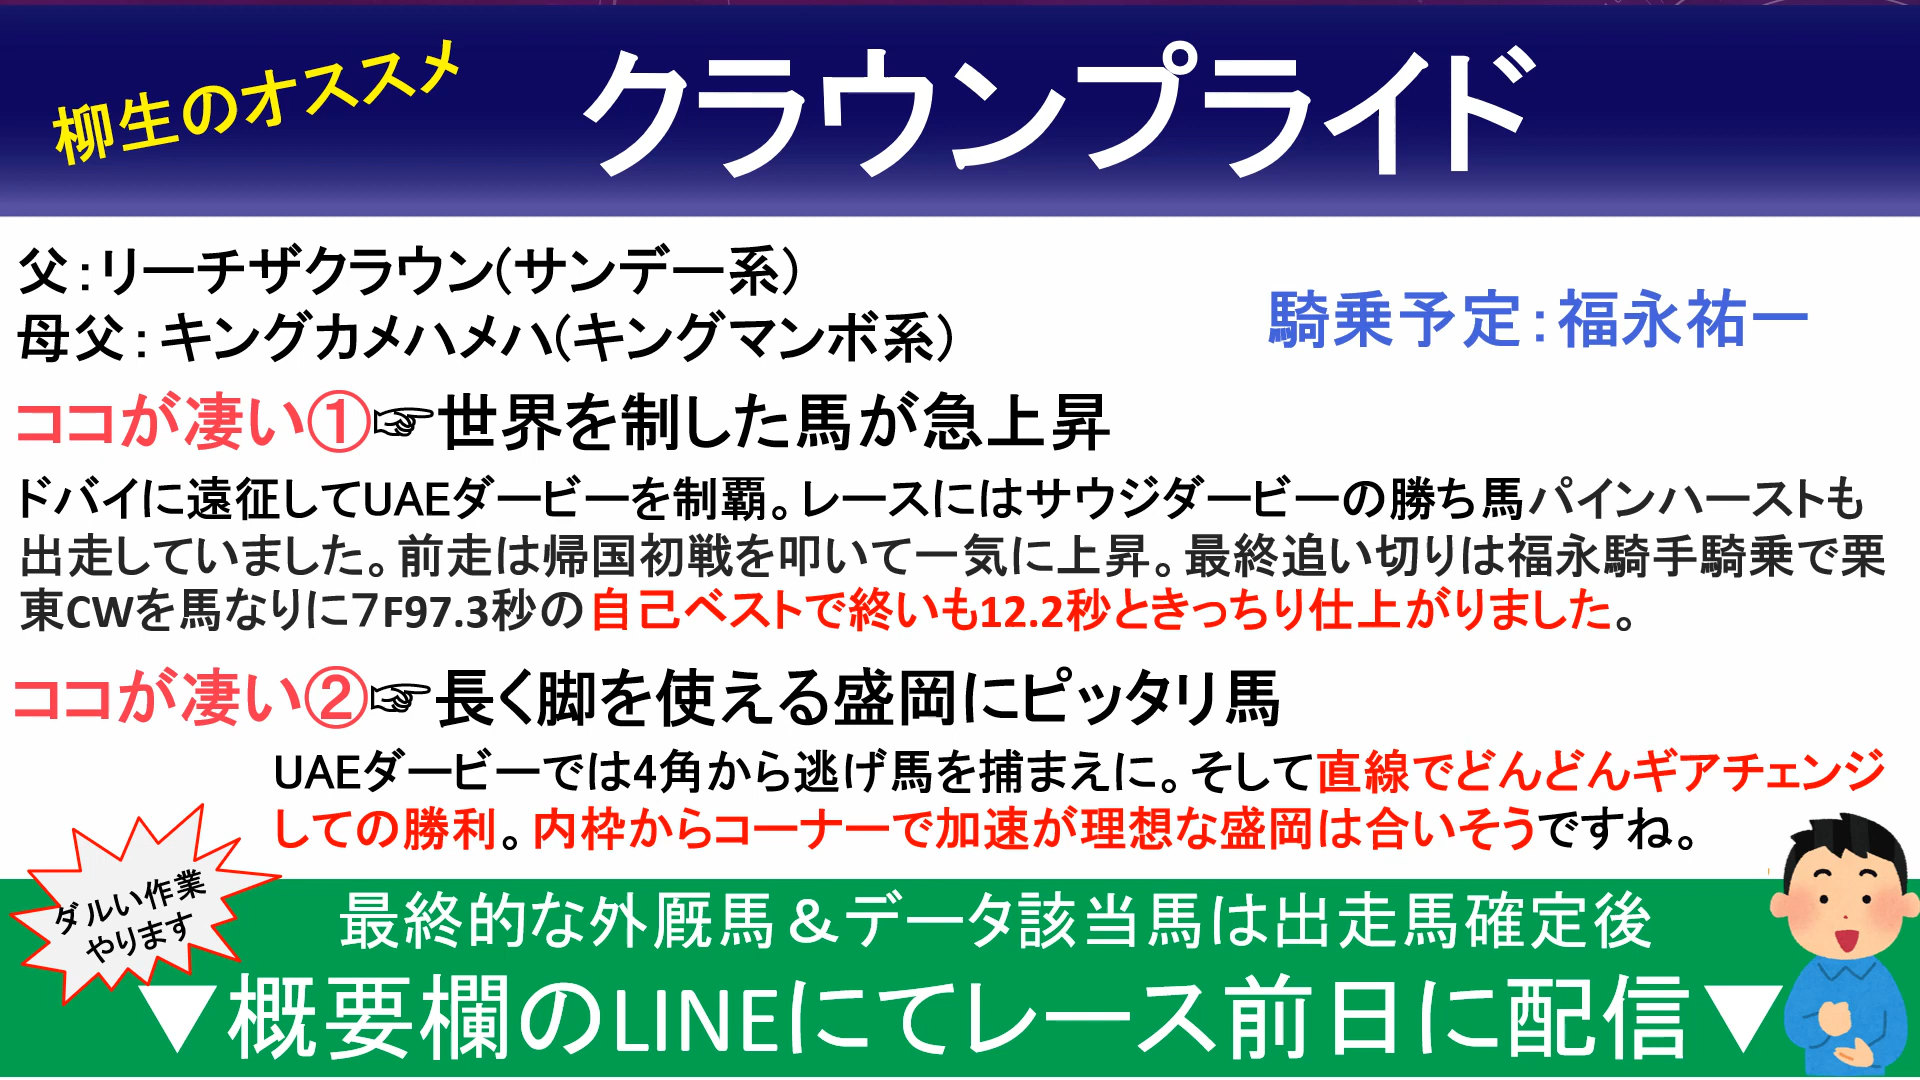 柳生のオススメ
クラウンプライド
父：リーチザクラウン(サンデー系)
母父：キングカメハメハ(キングマンボ系)
騎乗予定：福永祐一
ココが凄い①☞世界を制した馬が急上昇
ドバイに遠征してUAEダービーを制覇。レースにはサウジダービーの勝ち馬パインハーストも
出走していました。前走は帰国初戦を叩いて一気に上昇。最終追い切りは福永騎手騎乗で栗
東CWを馬なりに７F97.3秒の自己ベストで終いも12.2秒ときっちり仕上がりました。
ココが凄い②☞長く脚を使える盛岡にピッタリ馬
UAEダービーでは4角から逃げ馬を捕まえに。そして直線でどんどんギアチェンジ
しての勝利。内枠からコーナーで加速が理想な盛岡は合いそうですね。
ダルい作業
やります
最終的な外厩馬＆データ該当馬は出走馬確定後
▼概要欄のLINEにてレース前日に配信▼